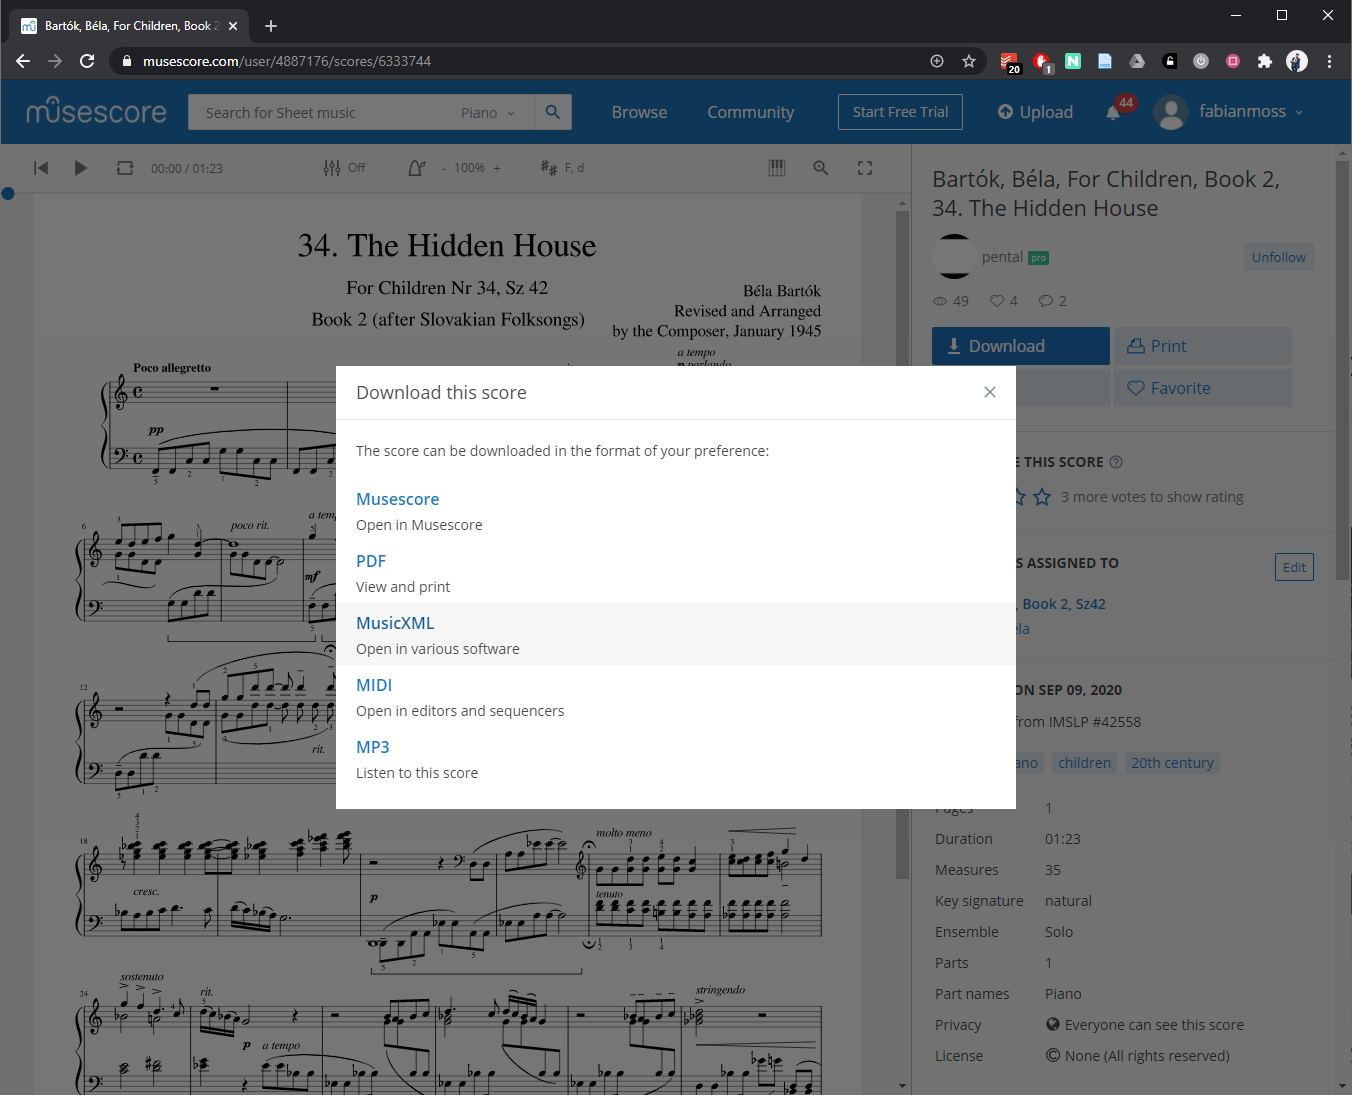 Bartók, Béla, For Children, Book 2
musescore.com/user/4887176/scores/6333744
20
1
musescore
Search for Sheet music
Piano
Browse
Community
Start Free Trial
Upload
44
fabianmoss
00:00 / 01:23
Off
- 100% +
F, d
34. The Hidden House
For Children Nr 34, Sz 42
Book 2 (after Slovakian Folksongs)
Béla Bartók
Revised and Arranged
by the Composer, January 1945
Poco allegretto
a tempo
p parlando
pp
Download this score
The score can be downloaded in the format of your preference:
Musescore
Open in Musescore
PDF
View and print
MusicXML
Open in various software
MIDI
Open in editors and sequencers
MP3
Listen to this score
6
poco rit.
a temp
mf
12
rit.
18
cresc.
p
molto meno
tenuto
24
sostenuto
rit.
p a tempo
stringendo
Bartók, Béla, For Children, Book 2,
34. The Hidden House
pental pro
Unfollow
49 4 2
Download
Print
Favorite
E THIS SCORE
3 more votes to show rating
S ASSIGNED TO
Edit
, Book 2, Sz42
éla
ON SEP 09, 2020
from IMSLP #42558
ano children 20th century
Pages 1
Duration 01:23
Measures 35
Key signature natural
Ensemble Solo
Parts 1
Part names Piano
Privacy Everyone can see this score
License None (All rights reserved)